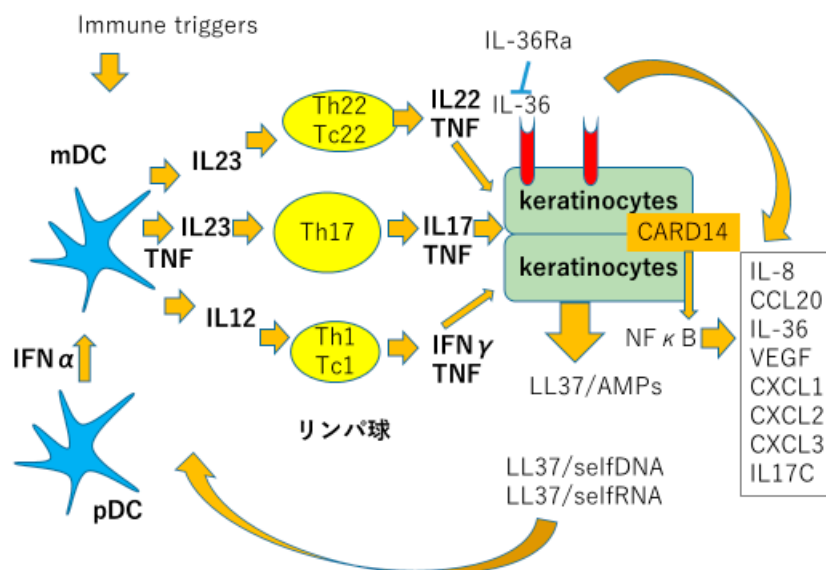 Immune triggers
mDC
IL23
IL23
TNF
IL12
IFNα
pDC
Th22
Tc22
Th17
Th1
Tc1
リンパ球
IL22
TNF
IL17
TNF
IFNγ
TNF
IL-36Ra
IL-36
keratinocytes
CARD14
keratinocytes
NFκB
LL37/AMPs
LL37/selfDNA
LL37/selfRNA
IL-8
CCL20
IL-36
VEGF
CXCL1
CXCL2
CXCL3
IL17C